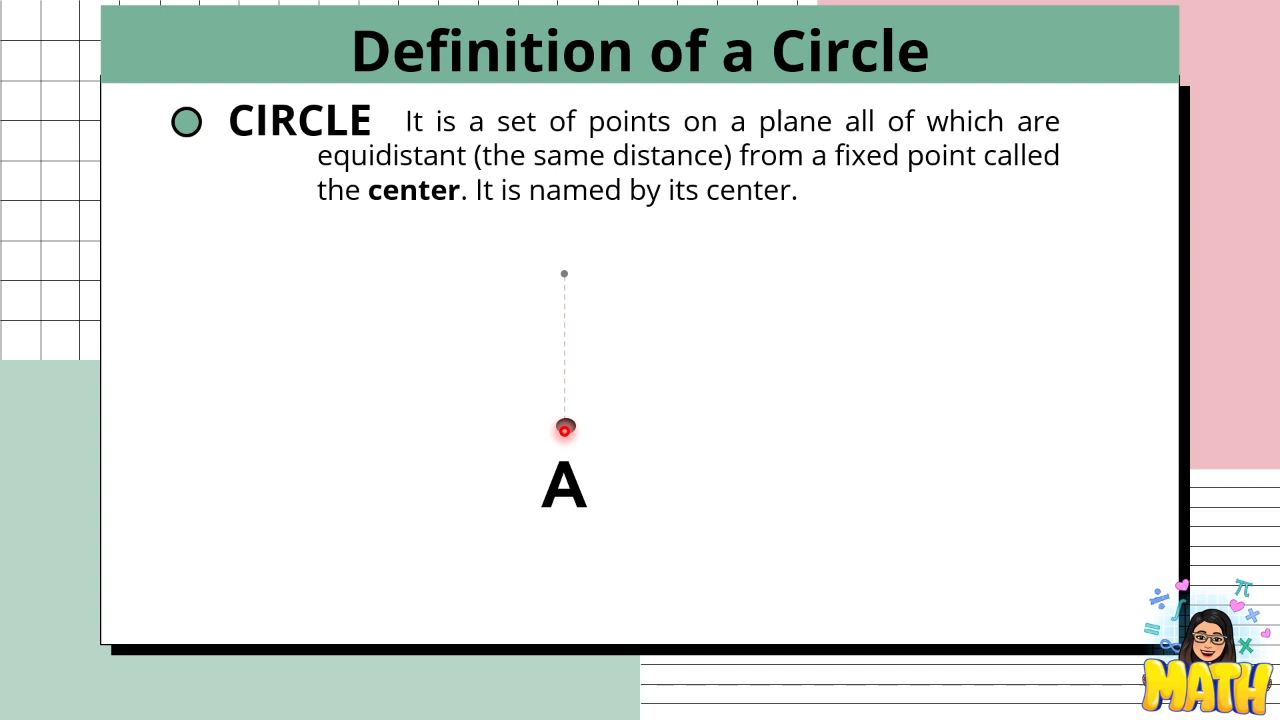 Definition of a Circle
CIRCLE It is a set of points on a plane all of which are
equidistant (the same distance) from a fixed point called
the center. It is named by its center.
A
÷ π ∫ × = ∞ ×
MATH